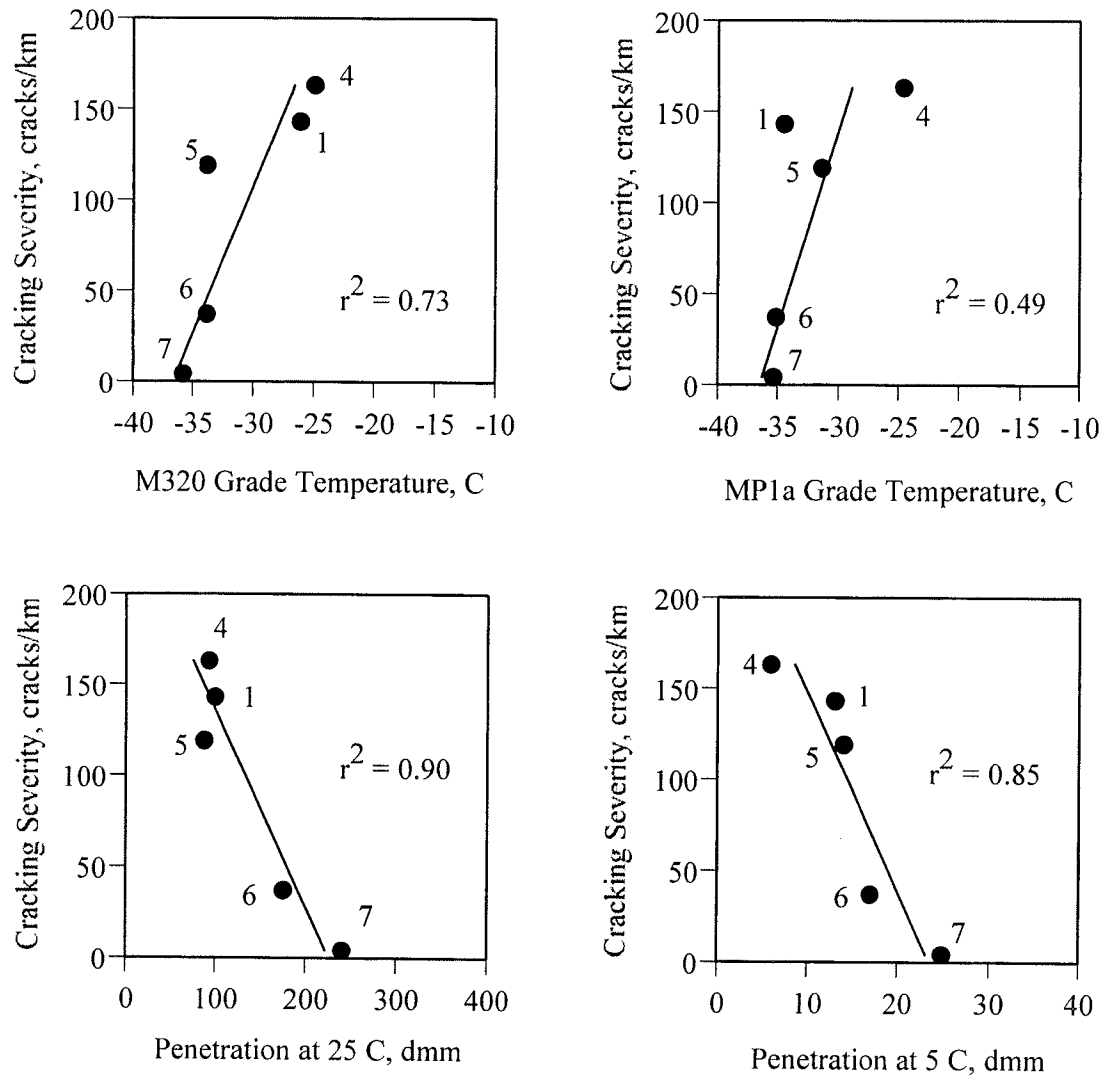 200
150
100
50
0
Cracking Severity, cracks/km
4
1
5
6
7
r2 = 0.73
-40 -35 -30 -25 -20 -15 -10
M320 Grade Temperature, C
200
150
100
50
0
Cracking Severity, cracks/km
1
4
5
6
7
r2 = 0.49
-40 -35 -30 -25 -20 -15 -10
MP1a Grade Temperature, C
200
150
100
50
0
Cracking Severity, cracks/km
4
1
5
6
7
r2 = 0.90
0 100 200 300 400
Penetration at 25 C, dmm
200
150
100
50
0
Cracking Severity, cracks/km
4
1
5
6
7
r2 = 0.85
0 10 20 30 40
Penetration at 5 C, dmm